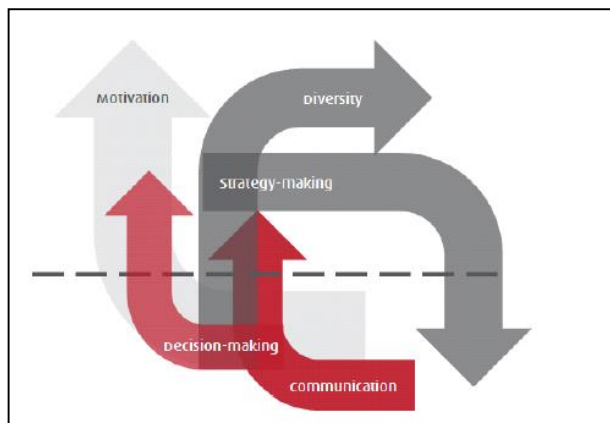 Motivation
Diversity
Strategy-making
Decision-making
Communication